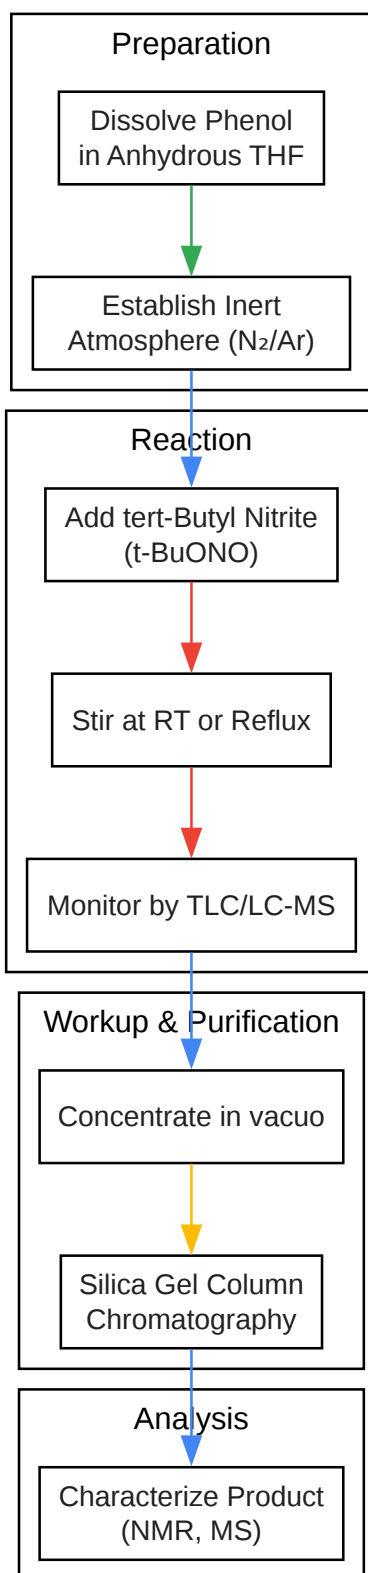 Preparation
Dissolve Phenol
in Anhydrous THF
Establish Inert
Atmosphere (N₂/Ar)
Reaction
Add tert-Butyl Nitrite
(t-BuONO)
Stir at RT or Reflux
Monitor by TLC/LC-MS
Workup & Purification
Concentrate in vacuo
Silica Gel Column
Chromatography
Analysis
Characterize Product
(NMR, MS)